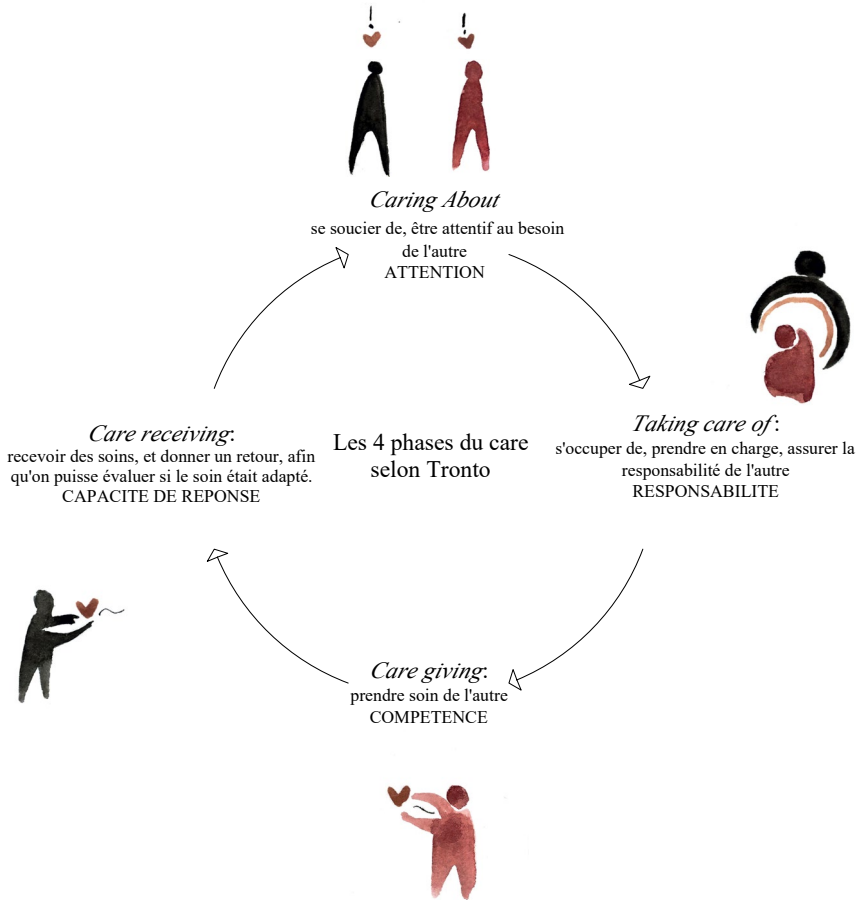 Caring About
se soucier de, être attentif au besoin
de l'autre
ATTENTION
Taking care of:
s'occuper de, prendre en charge, assurer la
responsabilité de l'autre
RESPONSABILITE
Care giving:
prendre soin de l'autre
COMPETENCE
Care receiving:
recevoir des soins, et donner un retour, afin
qu'on puisse évaluer si le soin était adapté.
CAPACITE DE REPONSE
Les 4 phases du care
selon Tronto